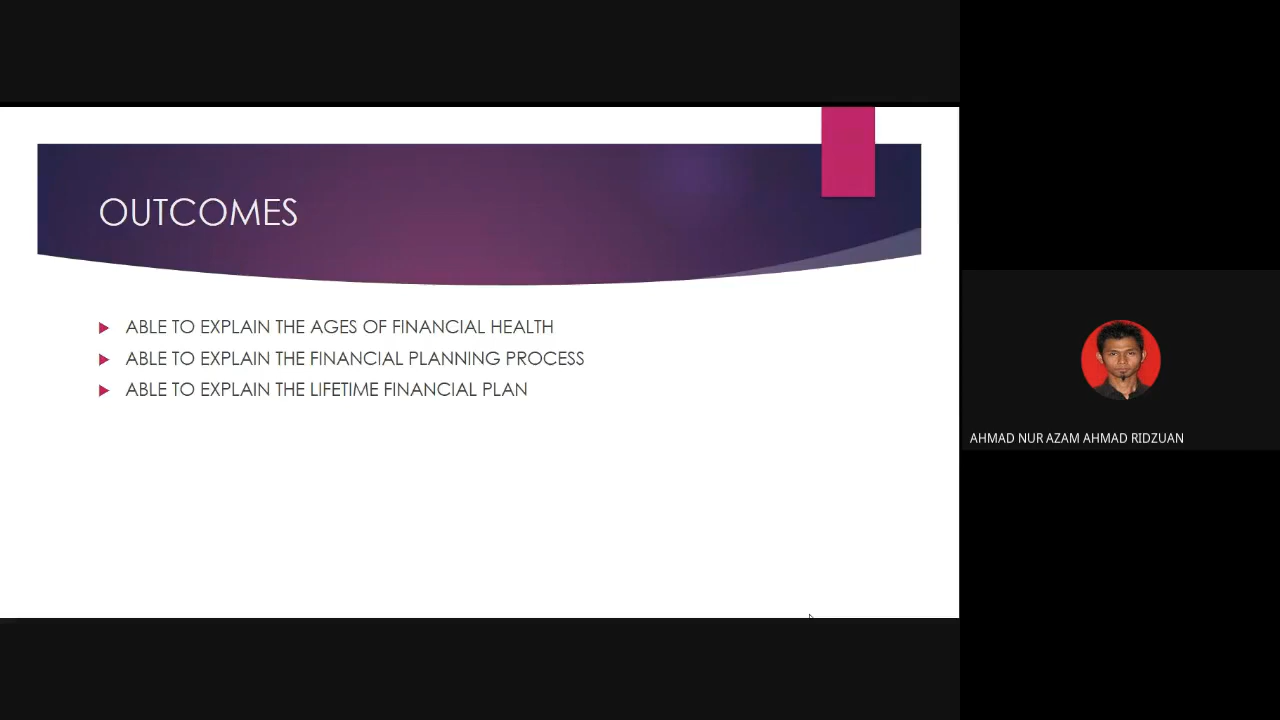 OUTCOMES
ABLE TO EXPLAIN THE AGES OF FINANCIAL HEALTH
ABLE TO EXPLAIN THE FINANCIAL PLANNING PROCESS
ABLE TO EXPLAIN THE LIFETIME FINANCIAL PLAN
AHMAD NUR AZAM AHMAD RIDZUAN